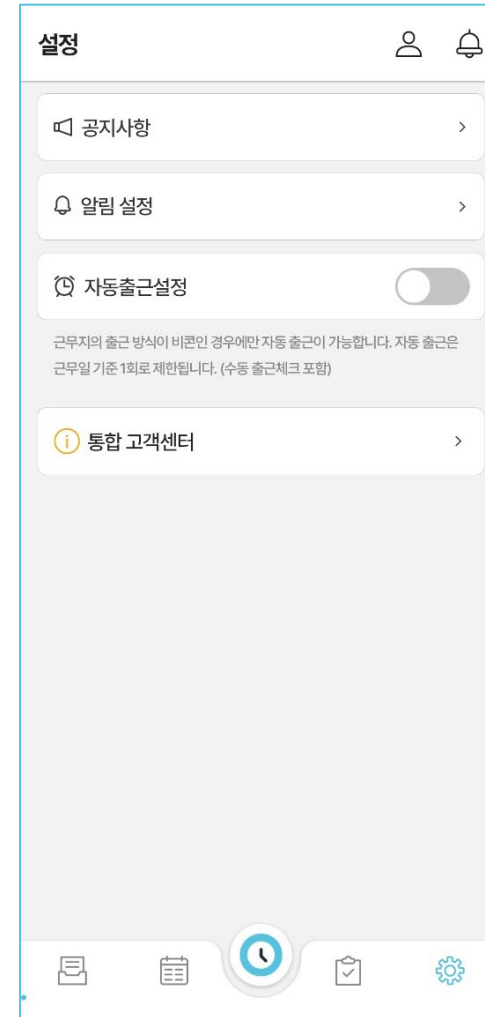 설정
공지사항
알림 설정
자동출근설정
근무지의 출근 방식이 비콘인 경우에만 자동 출근이 가능합니다. 자동 출근은
근무일 기준 1회로 제한됩니다. (수동 출근체크 포함)
통합 고객센터